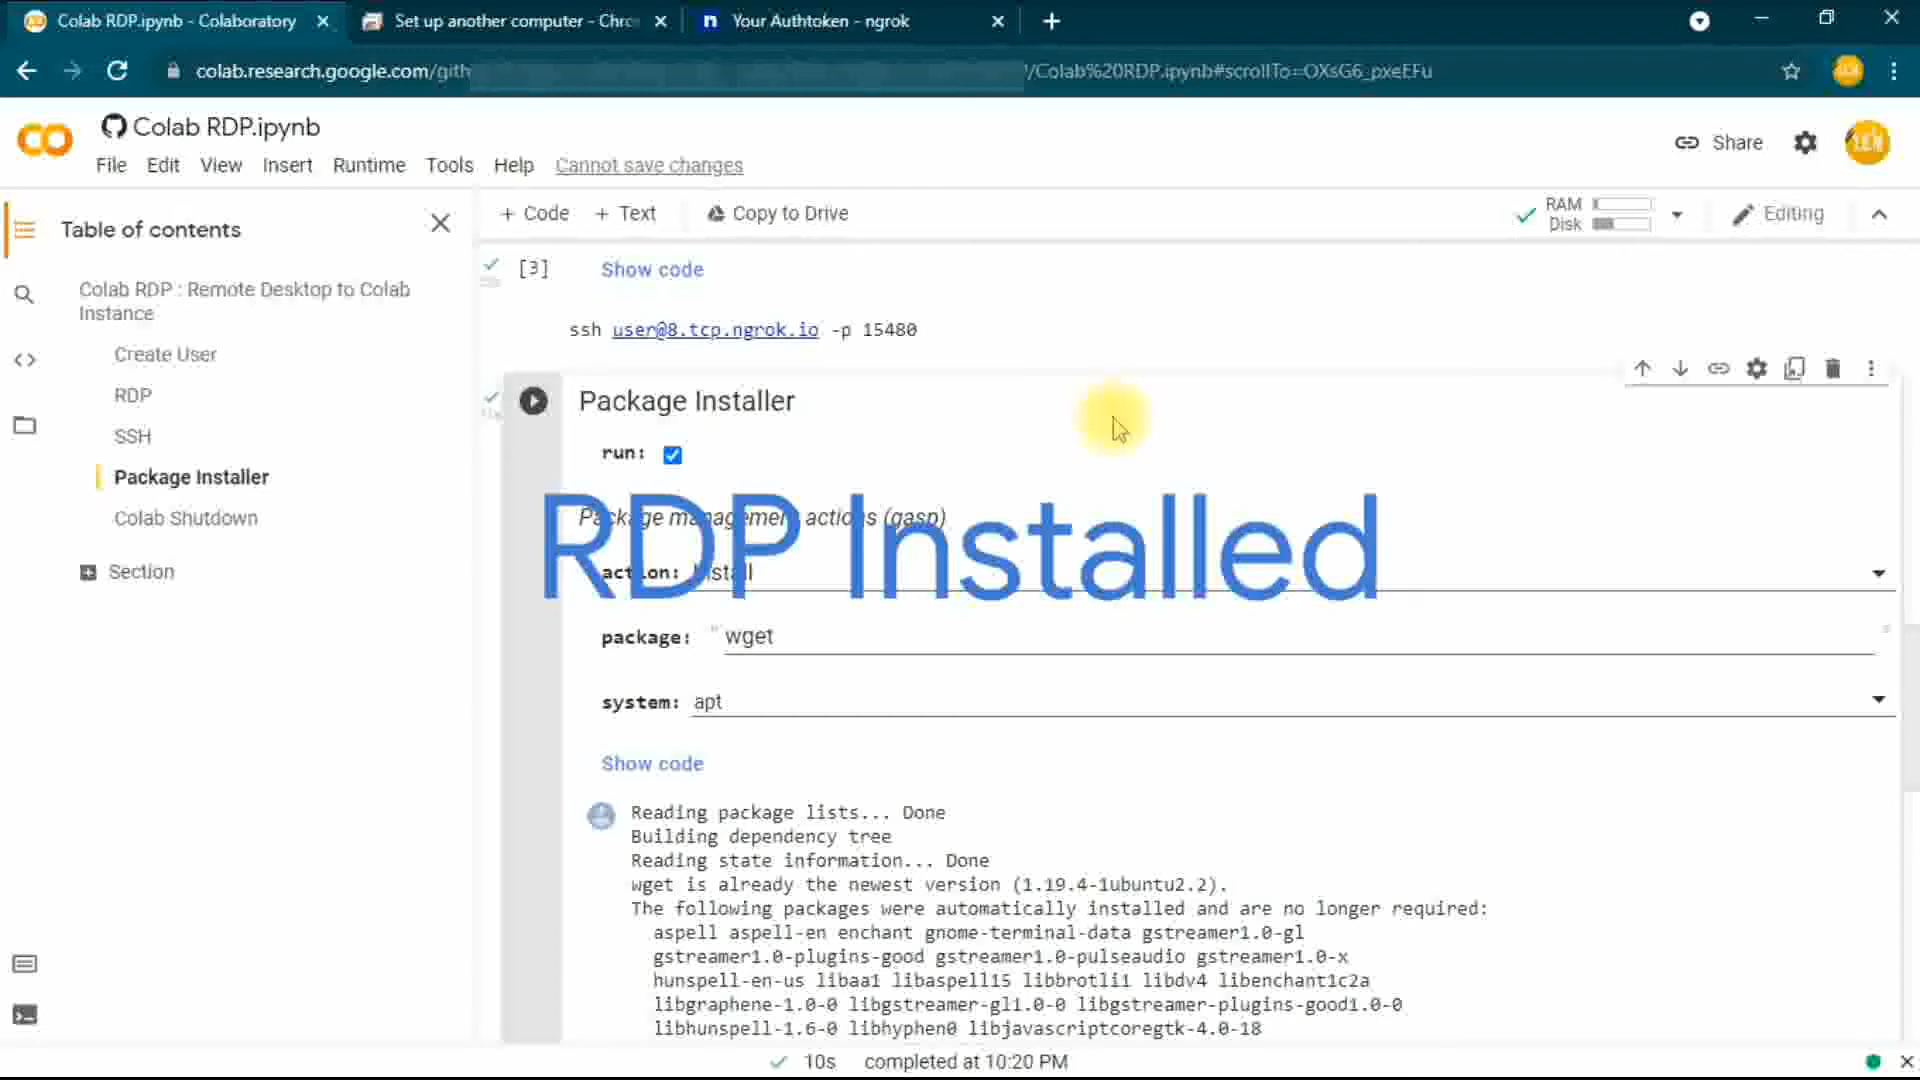 Colab RDP.ipynb - Colaboratory
Set up another computer - Chro
Your Authtoken - ngrok
colab.research.google.com/gith
/Colab%20RDP.ipynb#scrollTo=OXsG6_pxeEFu
Colab RDP.ipynb
File Edit View Insert Runtime Tools Help Cannot save changes
Share
Table of contents
+ Code + Text Copy to Drive
RAM
Disk
Editing
Colab RDP : Remote Desktop to Colab
Instance
Create User
RDP
SSH
Package Installer
Colab Shutdown
Section
[3] Show code
ssh user@8.tcp.ngrok.io -p 15480
Package Installer
run:
Package management actions (gasp)
RDP Installed
action: Install
package: " wget "
system: apt
Show code
Reading package lists... Done
Building dependency tree
Reading state information... Done
wget is already the newest version (1.19.4-1ubuntu2.2).
The following packages were automatically installed and are no longer required:
aspell aspell-en enchant gnome-terminal-data gstreamer1.0-gl
gstreamer1.0-plugins-good gstreamer1.0-pulseaudio gstreamer1.0-x
hunspell-en-us libaa1 libaspell15 libbrotli1 libdv4 libenchant1c2a
libgraphene-1.0-0 libgstreamer-gl1.0-0 libgstreamer-plugins-good1.0-0
libhunspell-1.6-0 libhyphen0 libjavascriptcoregtk-4.0-18
10s completed at 10:20 PM